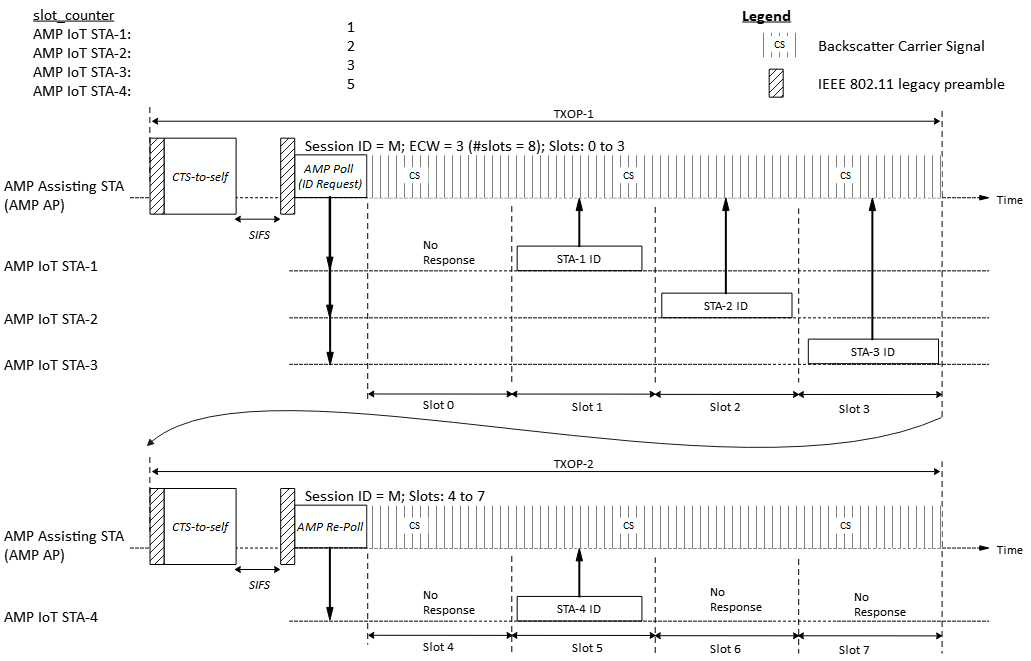 slot_counter
AMP IoT STA-1: 1
AMP IoT STA-2: 2
AMP IoT STA-3: 3
AMP IoT STA-4: 5
Legend
CS Backscatter Carrier Signal
IEEE 802.11 legacy preamble
TXOP-1
Session ID = M; ECW = 3 (#slots = 8); Slots: 0 to 3
CTS-to-self
AMP Poll
(ID Request)
CS CS CS
AMP Assisting STA
(AMP AP)
Time
SIFS
No
Response
STA-1 ID
AMP IoT STA-1
STA-2 ID
AMP IoT STA-2
STA-3 ID
AMP IoT STA-3
Slot 0 Slot 1 Slot 2 Slot 3
TXOP-2
Session ID = M; Slots: 4 to 7
CTS-to-self
AMP Re-Poll
CS CS CS
AMP Assisting STA
(AMP AP)
Time
SIFS
No
Response
STA-4 ID
No
Response
No
Response
AMP IoT STA-4
Slot 4 Slot 5 Slot 6 Slot 7